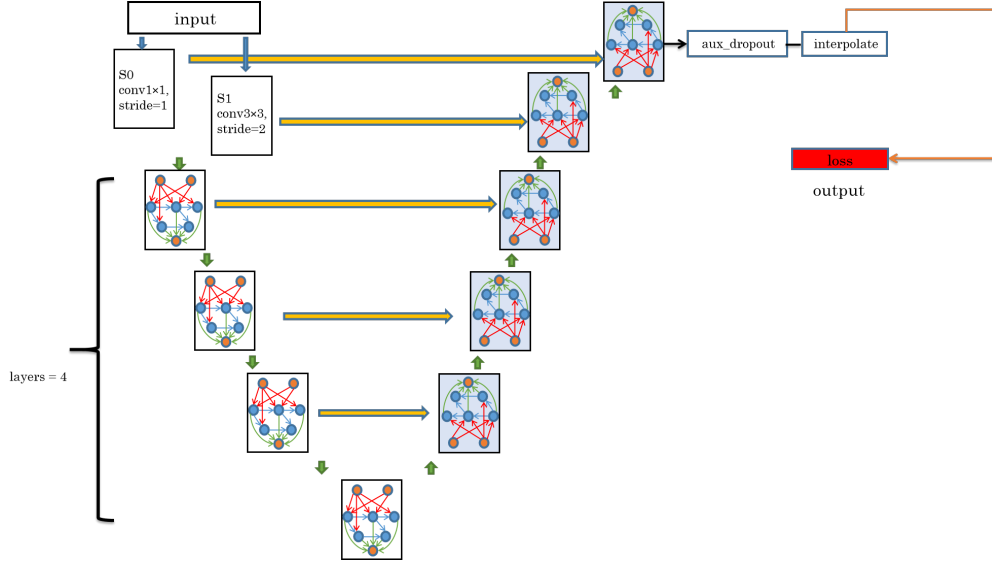 input
S0
conv1×1,
stride=1
S1
conv3×3,
stride=2
aux_dropout
interpolate
loss
output
layers = 4